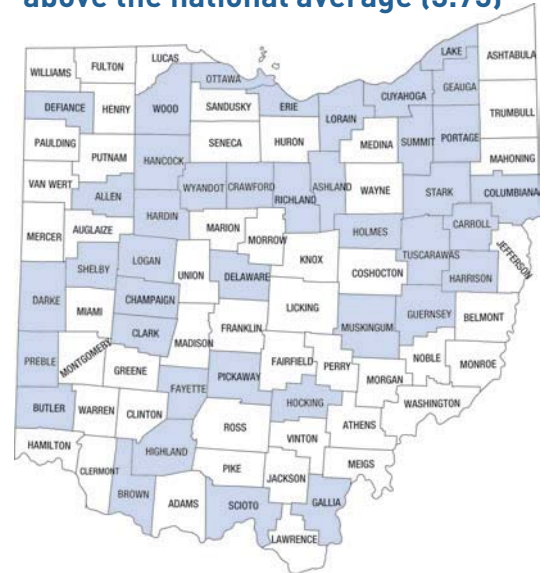 above the national average (3.75)
LUCAS
WILLIAMS FULTON OTTAWA LAKE ASHTABULA
DEFIANCE HENRY WOOD SANDUSKY ERIE LORAIN CUYAHOGA GEAUGA
TRUMBULL
PAULDING PUTNAM HANCOCK SENECA HURON MEDINA SUMMIT PORTAGE
MAHONING
VAN WERT ALLEN WYANDOT CRAWFORD RICHLAND ASHLAND WAYNE STARK COLUMBIANA
MERCER AUGLAIZE HARDIN MARION MORROW HOLMES CARROLL
JEFFERSON
SHELBY LOGAN UNION DELAWARE KNOX COSHOCTON TUSCARAWAS HARRISON
DARKE MIAMI CHAMPAIGN LICKING MUSKINGUM GUERNSEY BELMONT
CLARK MADISON FRANKLIN
PREBLE MONTGOMERY GREENE FAYETTE PICKAWAY FAIRFIELD PERRY MORGAN NOBLE MONROE
BUTLER WARREN CLINTON ROSS HOCKING ATHENS WASHINGTON
HAMILTON CLERMONT HIGHLAND PIKE VINTON MEIGS
BROWN ADAMS SCIOTO JACKSON GALLIA
LAWRENCE